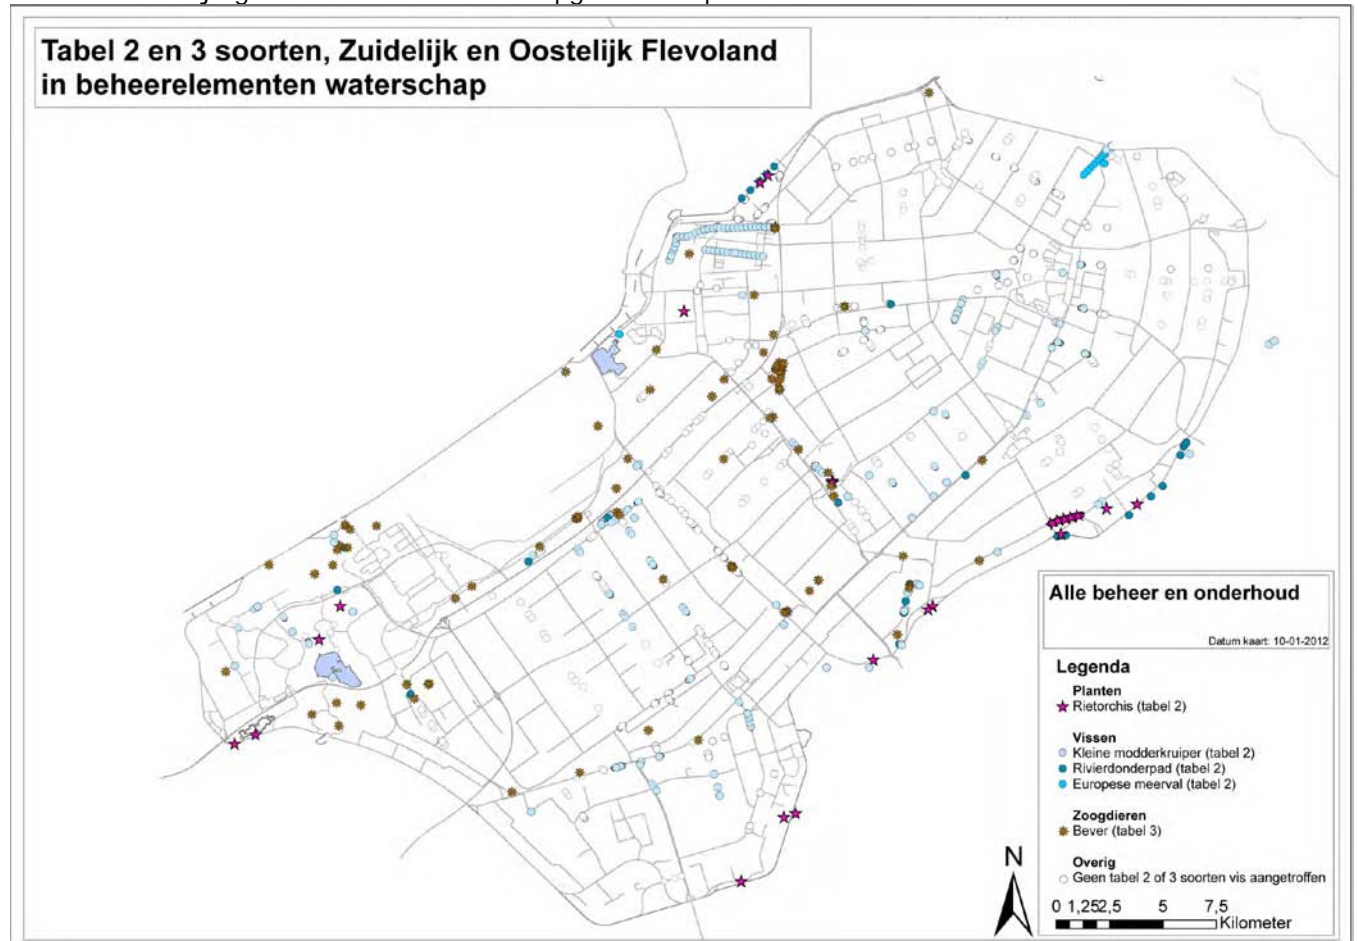 Tabel 2 en 3 soorten, Zuidelijk en Oostelijk Flevoland
in beheerelementen waterschap
Alle beheer en onderhoud
Datum kaart: 10-01-2012
Legenda
Planten
Rietorchis (tabel 2)
Vissen
Kleine modderkruiper (tabel 2)
Rivierdonderpad (tabel 2)
Europese meerval (tabel 2)
Zoogdieren
Bever (tabel 3)
Overig
Geen tabel 2 of 3 soorten vis aangetroffen
N
0 1,252,5 5 7,5
Kilometer